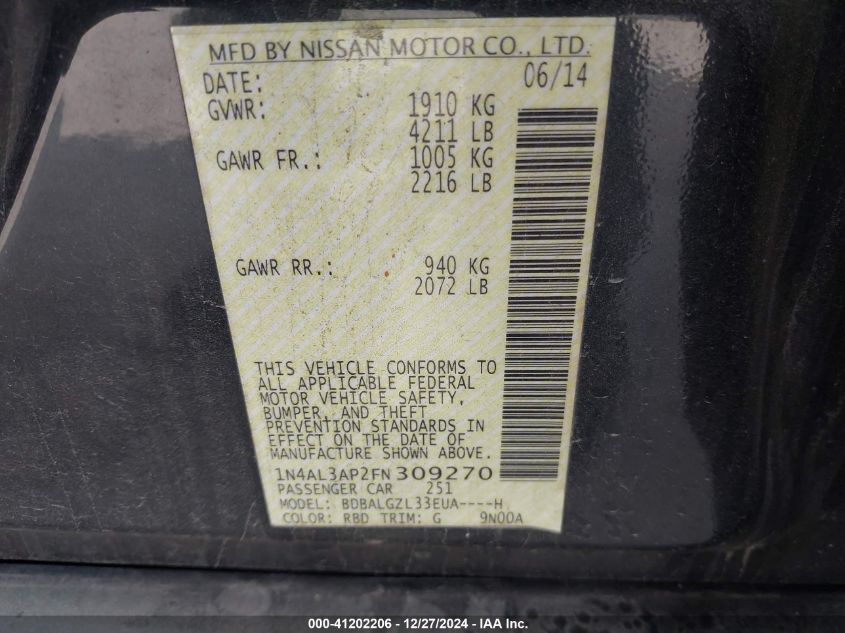 MFD BY NISSAN MOTOR CO., LTD.
DATE: 06/14
GVWR: 1910 KG
4211 LB
GAWR FR.: 1005 KG
2216 LB
GAWR RR.: 940 KG
2072 LB
THIS VEHICLE CONFORMS TO
ALL APPLICABLE FEDERAL
MOTOR VEHICLE SAFETY,
BUMPER, AND THEFT
PREVENTION STANDARDS IN
EFFECT ON THE DATE OF
MANUFACTURE SHOWN ABOVE.
1N4AL3AP2FN309270
PASSENGER CAR 251
MODEL: BDBALGZL33EUA----H
COLOR: RBD TRIM: G 9N00A
000-41202206 - 12/27/2024 - IAA Inc.